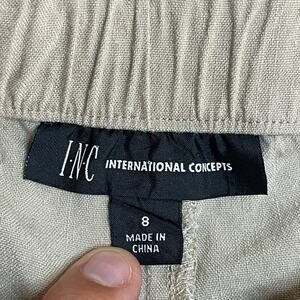 I·N·C INTERNATIONAL CONCEPTS
8
MADE IN
CHINA